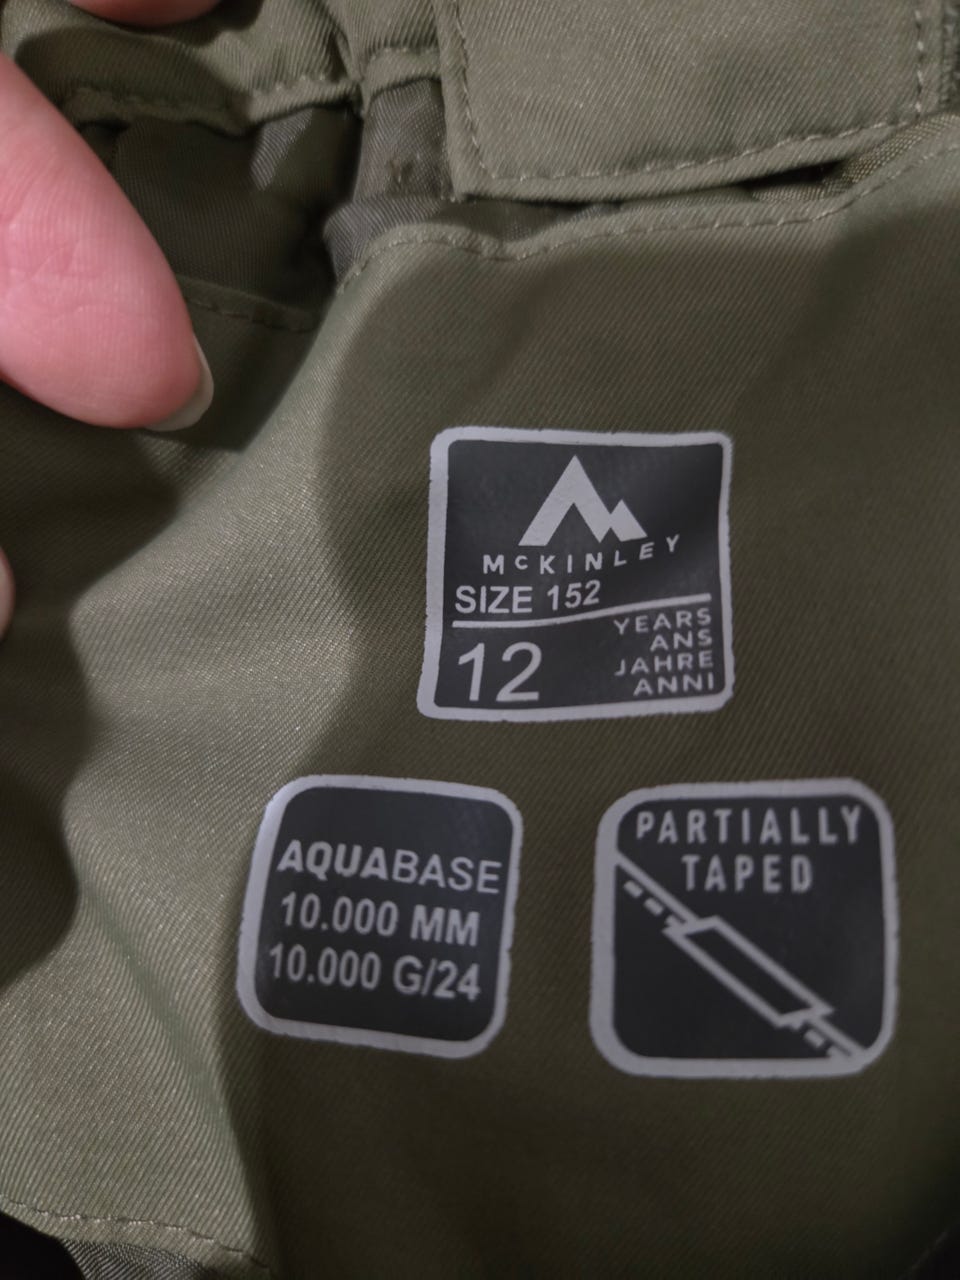 McKINLEY
SIZE 152
12
YEARS
ANS
JAHRE
ANNI
AQUABASE
10.000 MM
10.000 G/24
PARTIALLY
TAPED